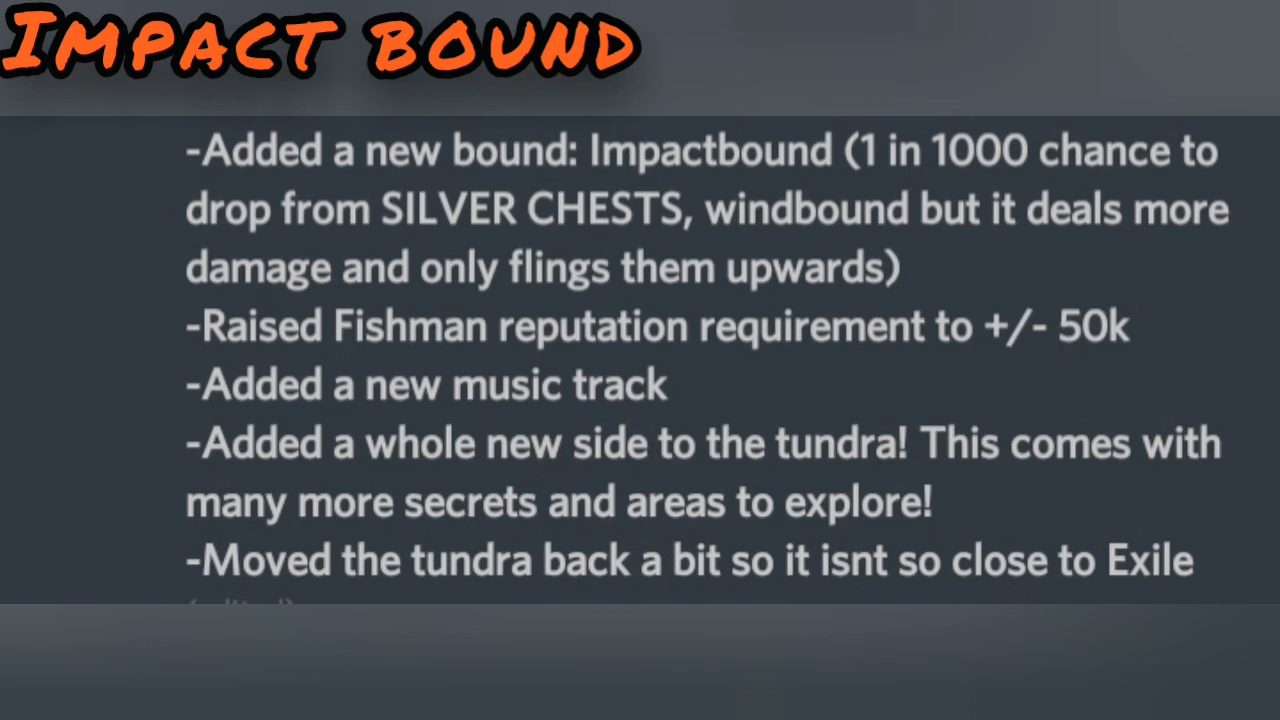 IMPACT BOUND
-Added a new bound: Impactbound (1 in 1000 chance to
drop from SILVER CHESTS, windbound but it deals more
damage and only flings them upwards)
-Raised Fishman reputation requirement to +/- 50k
-Added a new music track
-Added a whole new side to the tundra! This comes with
many more secrets and areas to explore!
-Moved the tundra back a bit so it isnt so close to Exile